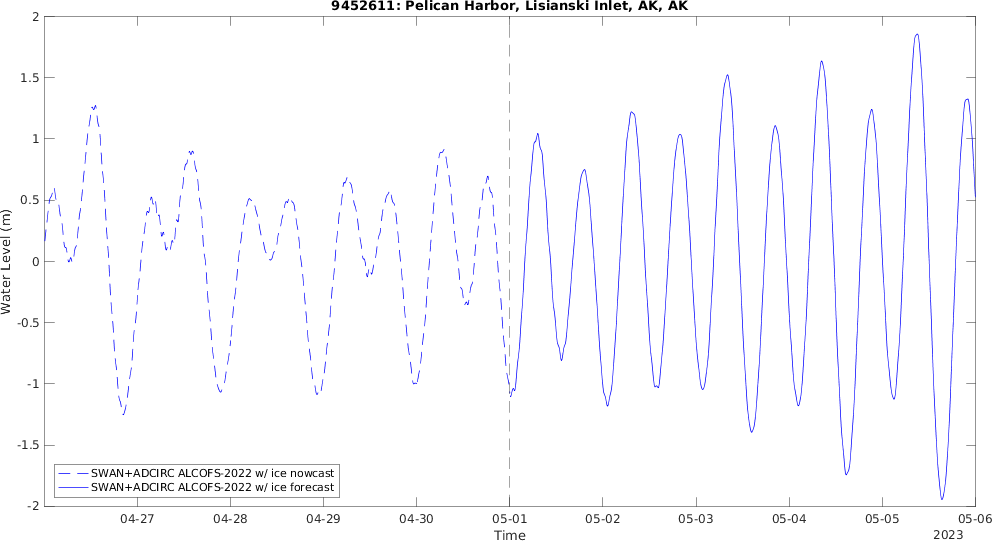 9452611: Pelican Harbor, Lisianski Inlet, AK, AK
2
1.5
1
0.5
0
-0.5
-1
-1.5
-2
Water Level (m)
SWAN+ADCIRC ALCOFS-2022 w/ ice nowcast
SWAN+ADCIRC ALCOFS-2022 w/ ice forecast
04-27 04-28 04-29 04-30 05-01 05-02 05-03 05-04 05-05 05-06
Time
2023